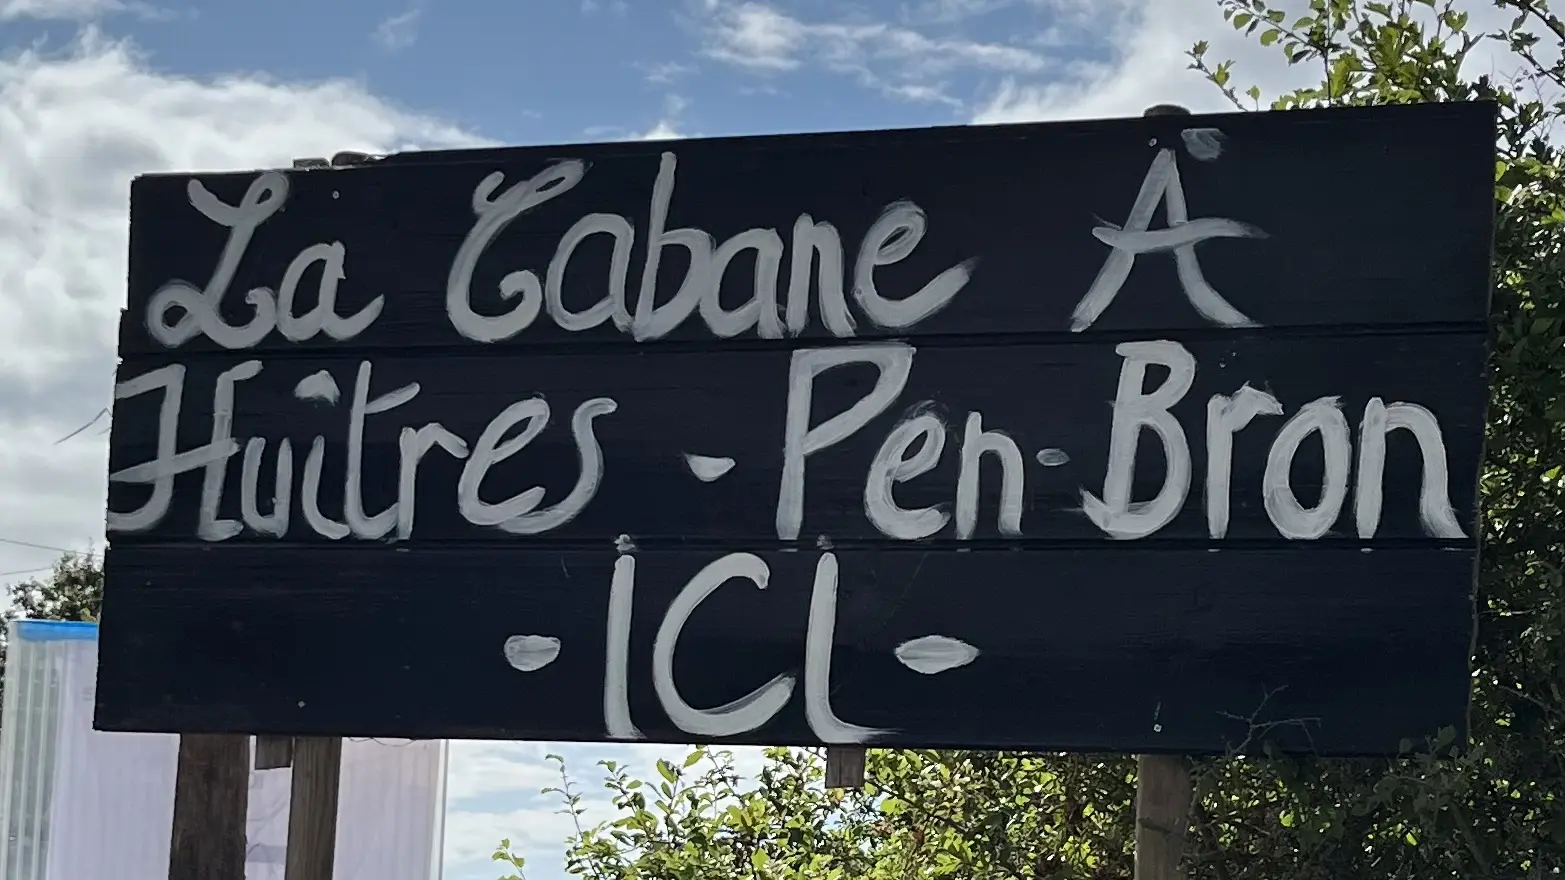 La Cabane À
Huîtres - Pen-Bron
- ICI -